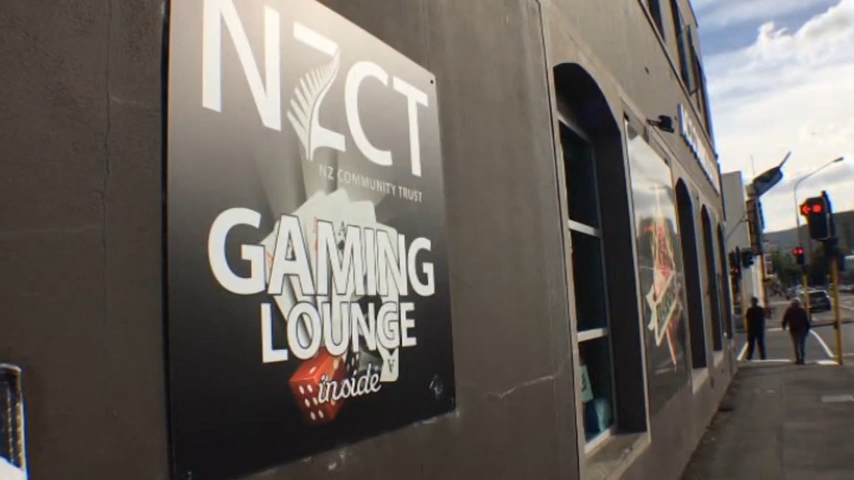 NZCT
NZ COMMUNITY TRUST
GAMING
LOUNGE
inside